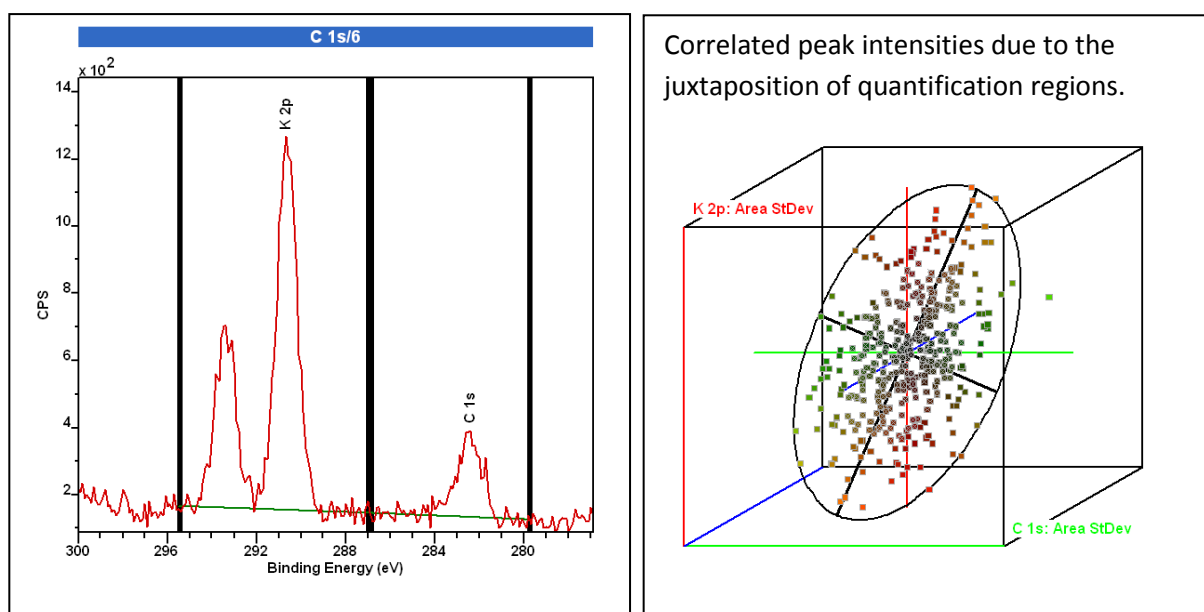 C 1s/6
x 10²
14
12
10
8
6
4
2
CPS
K 2p
C 1s
300
296
292
288
284
280
Binding Energy (eV)
Correlated peak intensities due to the
juxtaposition of quantification regions.
K 2p: Area StDev
C 1s: Area StDev